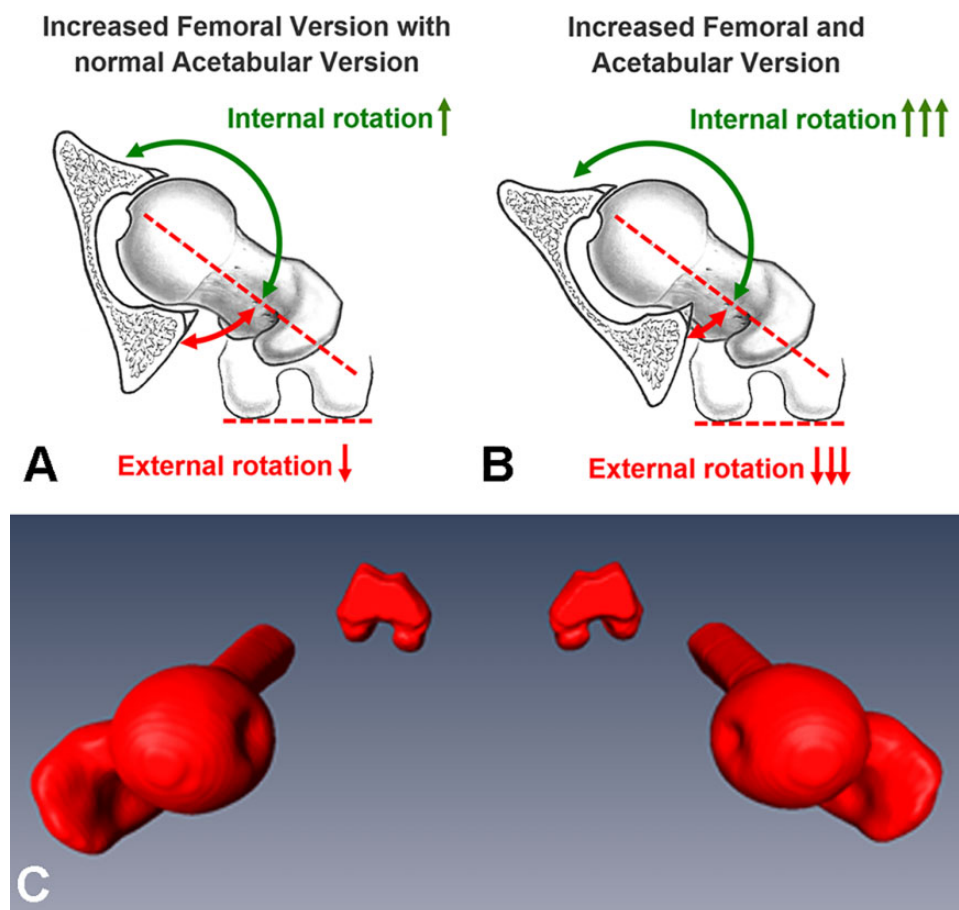 Increased Femoral Version with
normal Acetabular Version
Internal rotation ↑
A
External rotation ↓
Increased Femoral and
Acetabular Version
Internal rotation ↑↑↑
B
External rotation ↓↓↓
C